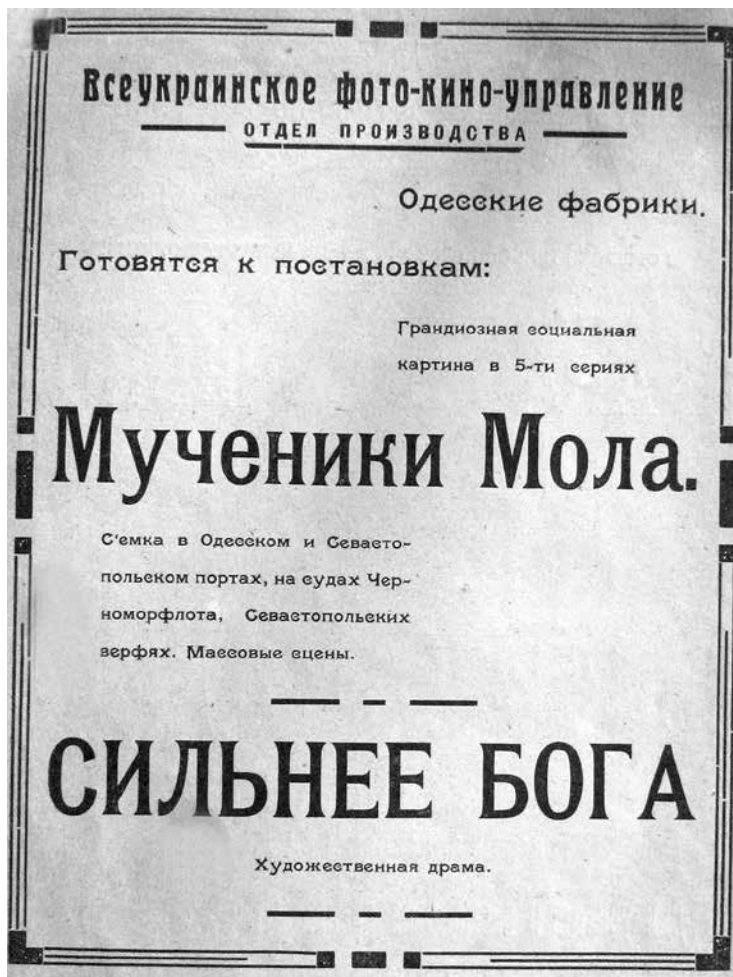 Всеукраинское фото-кино-управление
ОТДЕЛ ПРОИЗВОДСТВА
Одесские фабрики.
Готовятся к постановкам:
Грандиозная социальная
картина в 5-ти сериях
Мученики Мола.
С'емка в Одесском и Севасто-
польском портах, на судах Чер-
номорфлота, Севастопольских
верфях. Массовые сцены.
СИЛЬНЕЕ БОГА
Художественная драма.